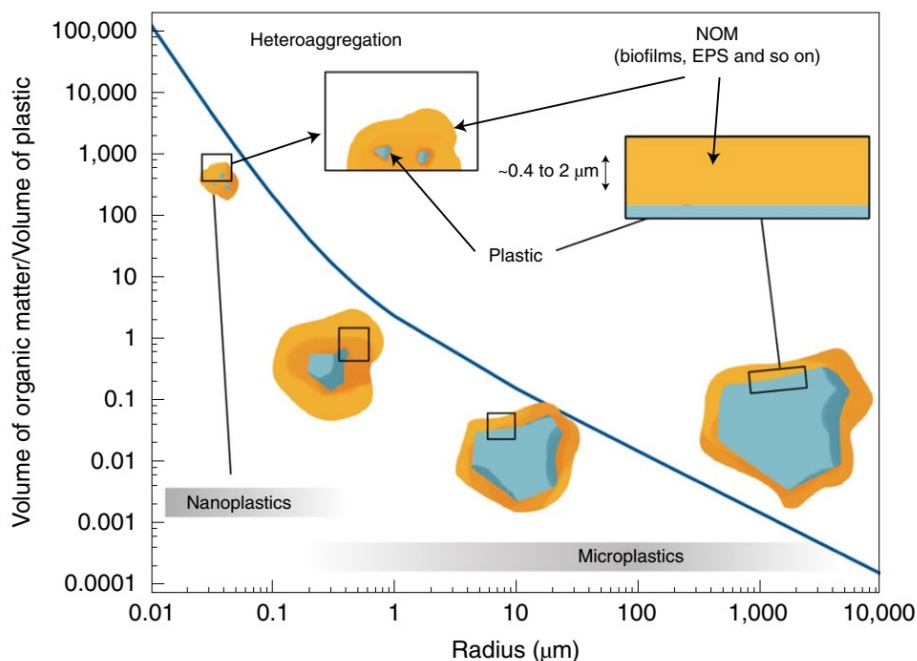 Volume of organic matter/Volume of plastic
100,000
10,000
1,000
100
10
1
0.1
0.01
0.001
0.0001
Heteroaggregation
NOM
(biofilms, EPS and so on)
~0.4 to 2 μm
Plastic
Nanoplastics
Microplastics
0.01
0.1
1
10
100
1,000
10,000
Radius (μm)